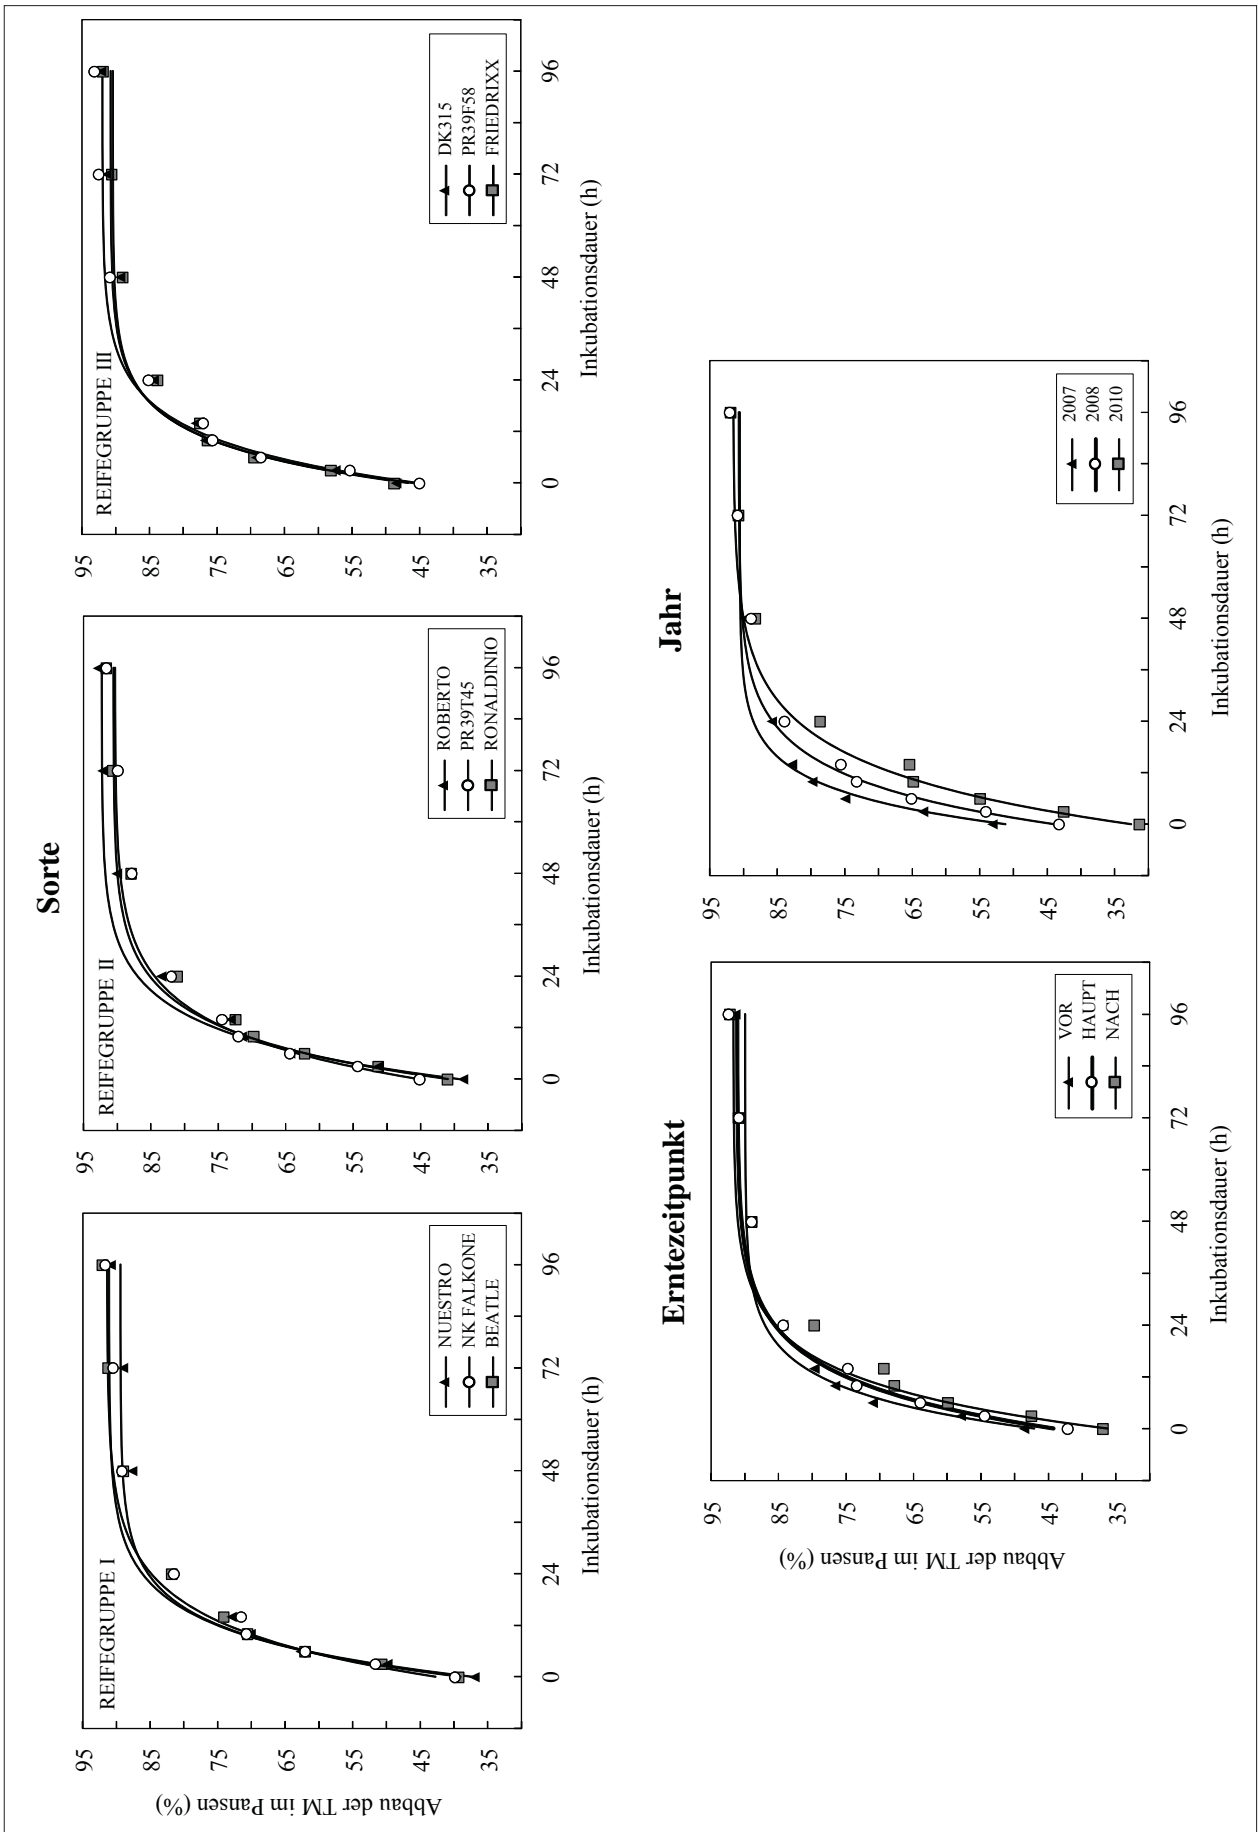 Sorte
Abbau der TM im Pansen (%)
REIFEGRUPPE I
95
85
75
65
55
45
35
0 24 48 72 96
Inkubationsdauer (h)
NUESTRO
NK FALKONE
BEATLE
REIFEGRUPPE II
95
85
75
65
55
45
35
0 24 48 72 96
Inkubationsdauer (h)
ROBERTO
PR39T45
RONALDINIO
REIFEGRUPPE III
95
85
75
65
55
45
35
0 24 48 72 96
Inkubationsdauer (h)
DK315
PR39F58
FRIEDRIXX
Erntezeitpunkt
Abbau der TM im Pansen (%)
95
85
75
65
55
45
35
0 24 48 72 96
Inkubationsdauer (h)
VOR
HAUPT
NACH
Jahr
95
85
75
65
55
45
35
0 24 48 72 96
Inkubationsdauer (h)
2007
2008
2010